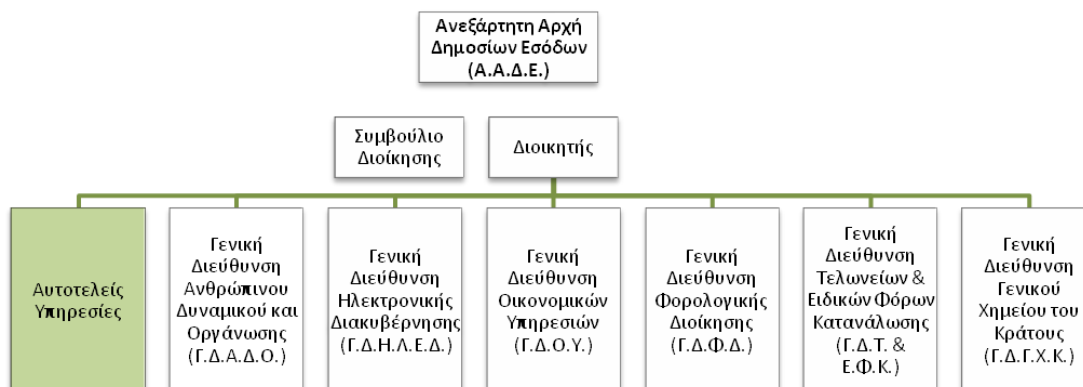 Ανεξάρτητη Αρχή
Δημοσίων Εσόδων
(Α.Α.Δ.Ε.)
Συμβούλιο
Διοίκησης
Διοικητής
Αυτοτελείς
Υπηρεσίες
Γενική
Διεύθυνση
Ανθρώπινου
Δυναμικού και
Οργάνωσης
(Γ.Δ.Α.Δ.Ο.)
Γενική
Διεύθυνση
Ηλεκτρονικής
Διακυβέρνησης
(Γ.Δ.Η.Λ.Ε.Δ.)
Γενική
Διεύθυνση
Οικονομικών
Υπηρεσιών
(Γ.Δ.Ο.Υ.)
Γενική
Διεύθυνση
Φορολογικής
Διοίκησης
(Γ.Δ.Φ.Δ.)
Γενική
Διεύθυνση
Τελωνείων &
Ειδικών Φόρων
Κατανάλωσης
(Γ.Δ.Τ. &
Ε.Φ.Κ.)
Γενική
Διεύθυνση
Γενικού
Χημείου του
Κράτους
(Γ.Δ.Γ.Χ.Κ.)